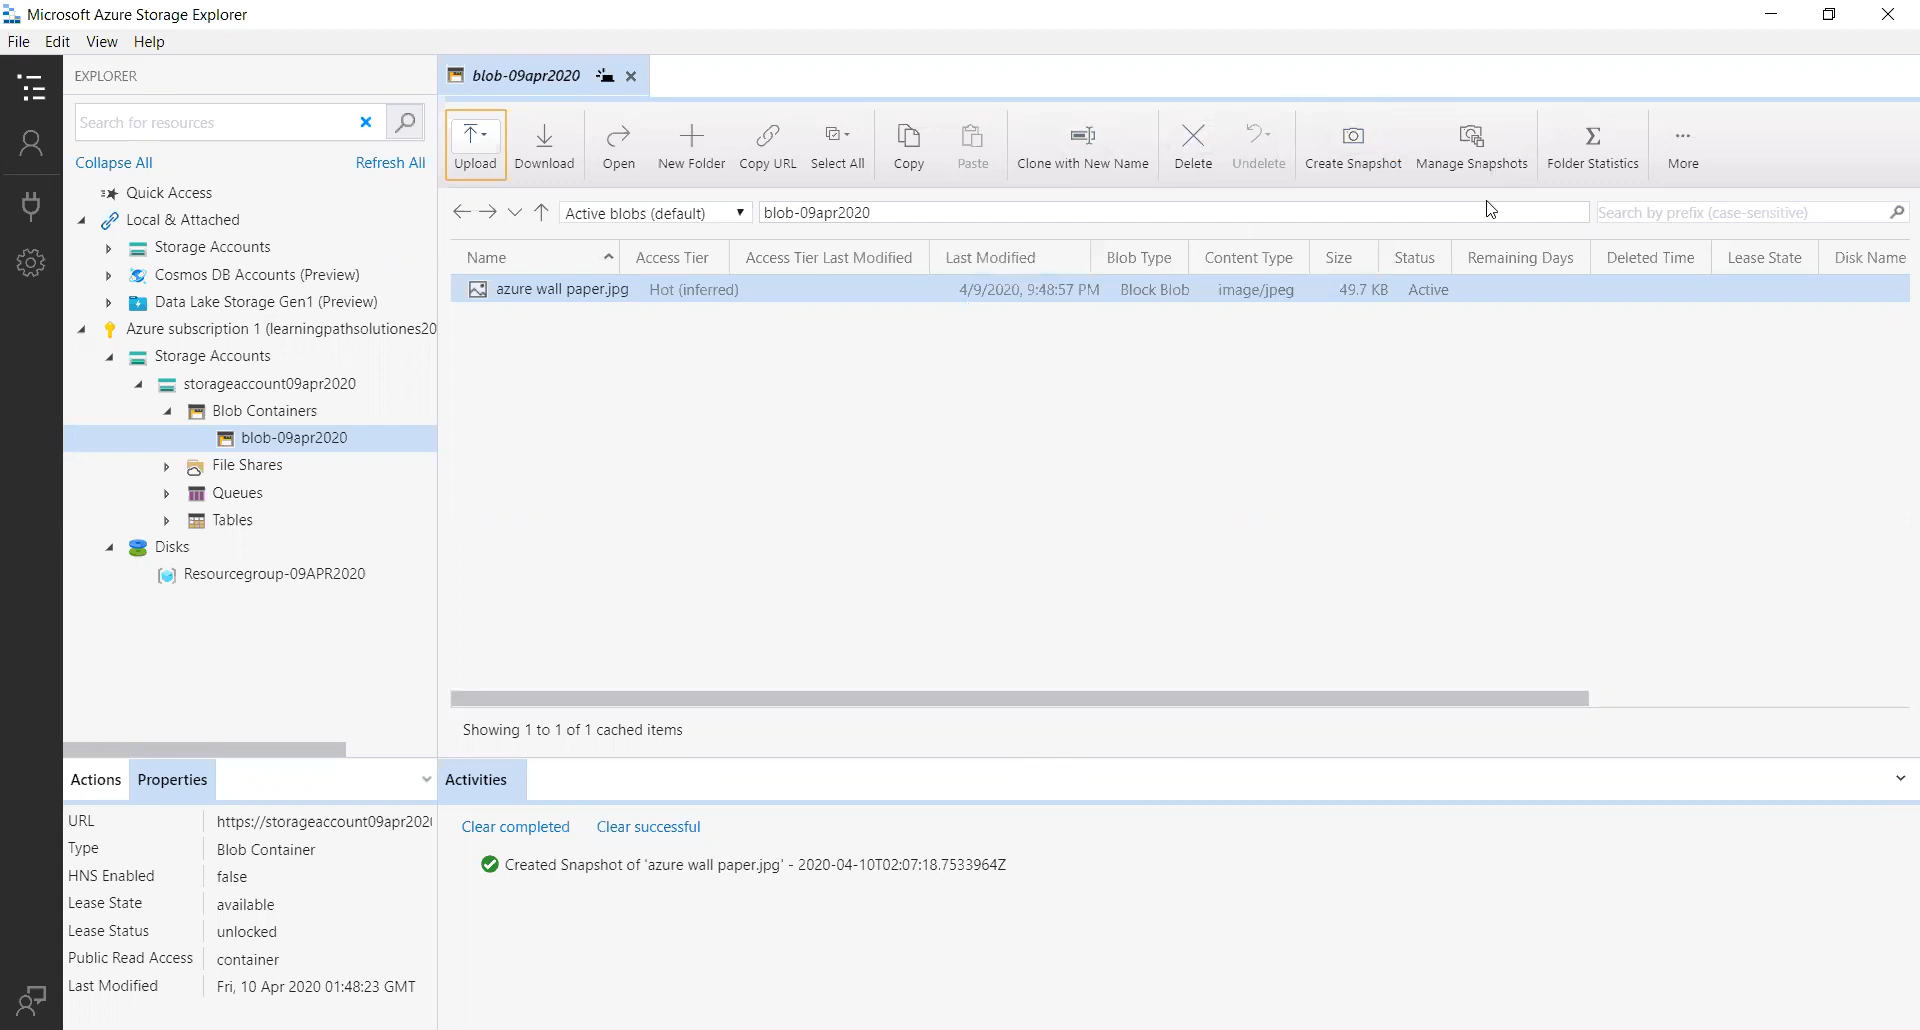 Microsoft Azure Storage Explorer
File Edit View Help
EXPLORER
Search for resources
Collapse All Refresh All
Quick Access
Local & Attached
Storage Accounts
Cosmos DB Accounts (Preview)
Data Lake Storage Gen1 (Preview)
Azure subscription 1 (learningpathsolutiones20
Storage Accounts
storageaccount09apr2020
Blob Containers
blob-09apr2020
File Shares
Queues
Tables
Disks
Resourcegroup-09APR2020
Actions Properties
URL https://storageaccount09apr202
Type Blob Container
HNS Enabled false
Lease State available
Lease Status unlocked
Public Read Access container
Last Modified Fri, 10 Apr 2020 01:48:23 GMT
blob-09apr2020
Upload Download Open New Folder Copy URL Select All Copy Paste Clone with New Name Delete Undelete Create Snapshot Manage Snapshots Folder Statistics More
Active blobs (default) blob-09apr2020 Search by prefix (case-sensitive)
Name Access Tier Access Tier Last Modified Last Modified Blob Type Content Type Size Status Remaining Days Deleted Time Lease State Disk Name
azure wall paper.jpg Hot (inferred) 4/9/2020, 9:48:57 PM Block Blob image/jpeg 49.7 KB Active
Showing 1 to 1 of 1 cached items
Activities
Clear completed Clear successful
Created Snapshot of 'azure wall paper.jpg' - 2020-04-10T02:07:18.7533964Z